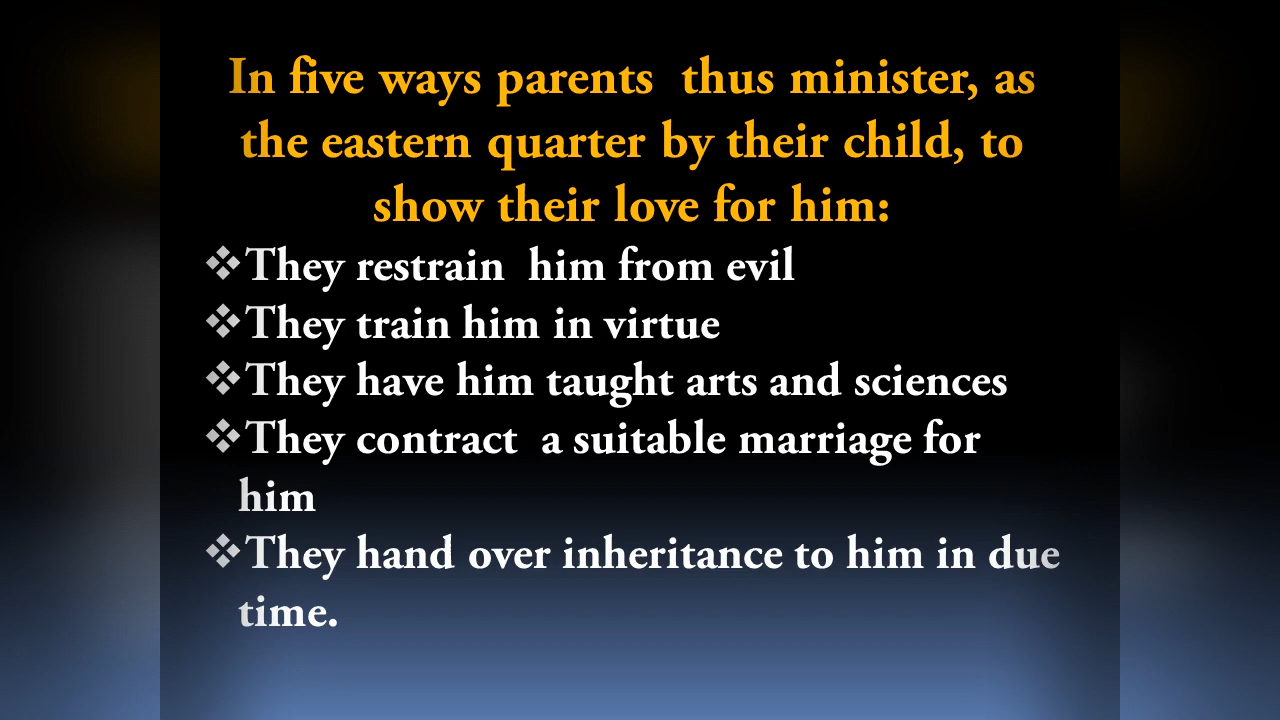 In five ways parents  thus minister, as
the eastern quarter by their child, to
show their love for him:
❖They restrain  him from evil
❖They train him in virtue
❖They have him taught arts and sciences
❖They contract  a suitable marriage for
him
❖They hand over inheritance to him in due
time.